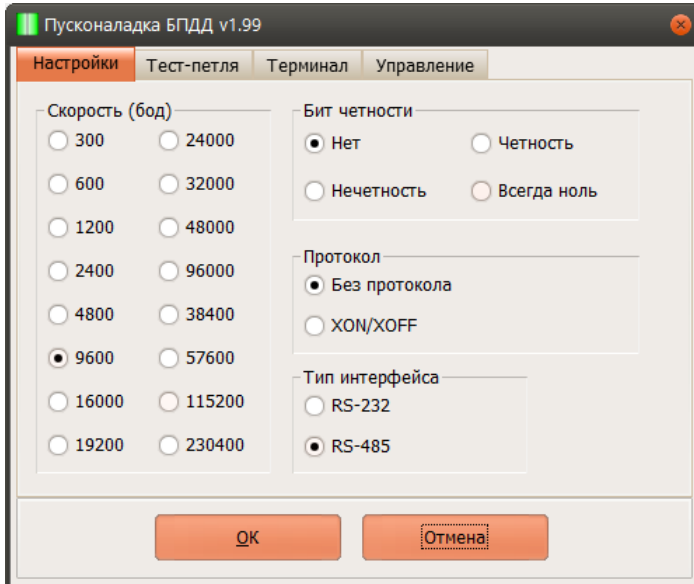 Пусконаладка БПДД v1.99
Настройки Тест-петля Терминал Управление
Скорость (бод)
300
600
1200
2400
4800
9600
16000
19200
24000
32000
48000
96000
38400
57600
115200
230400
Бит четности
Нет
Четность
Нечетность
Всегда ноль
Протокол
Без протокола
XON/XOFF
Тип интерфейса
RS-232
RS-485
OK
Отмена